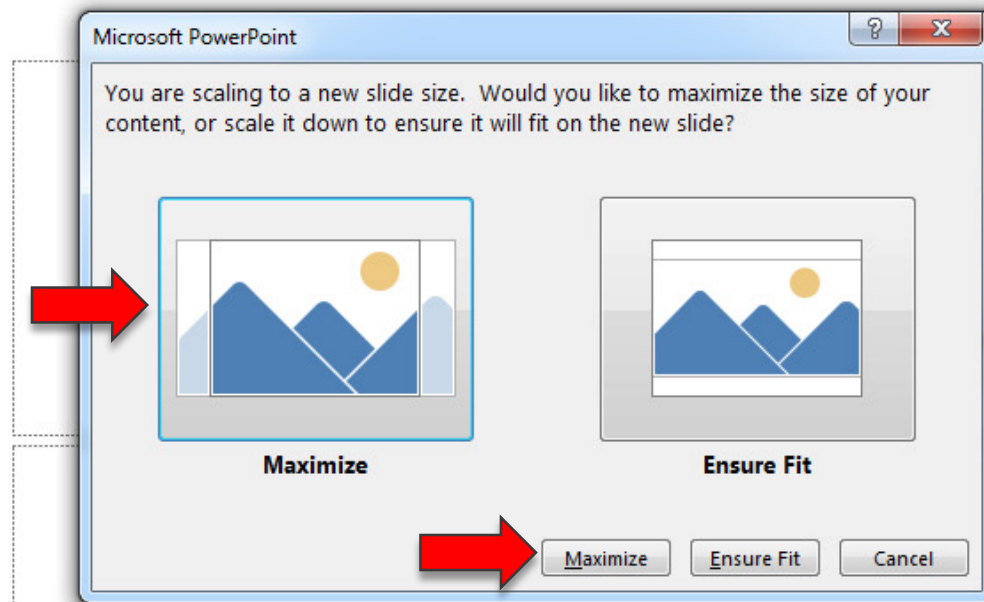 Microsoft PowerPoint
?
You are scaling to a new slide size.  Would you like to maximize the size of your
content, or scale it down to ensure it will fit on the new slide?
Maximize
Ensure Fit
Maximize
Ensure Fit
Cancel